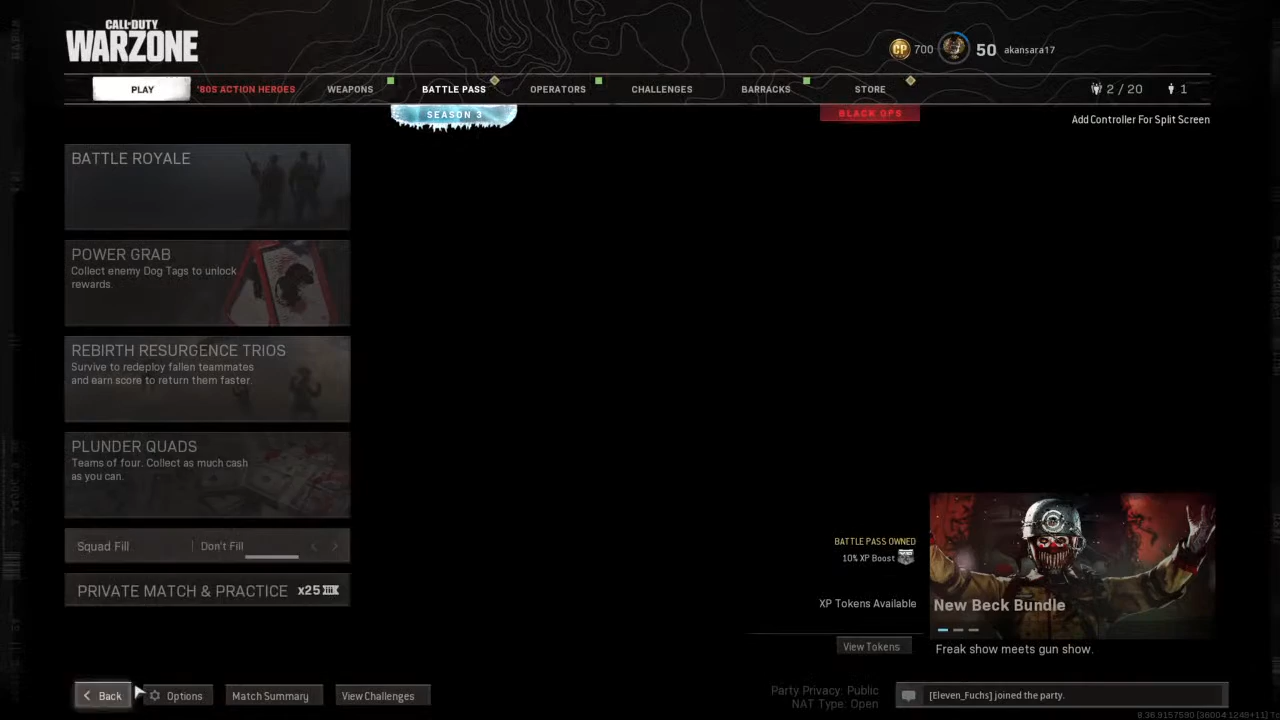 CALL OF DUTY
WARZONE
CP 700 50 akansara17
PLAY '80S ACTION HEROES WEAPONS BATTLE PASS OPERATORS CHALLENGES BARRACKS STORE 2 / 20 1
SEASON 3 BLACK OPS Add Controller For Split Screen
BATTLE ROYALE
POWER GRAB
Collect enemy Dog Tags to unlock
rewards.
REBIRTH RESURGENCE TRIOS
Survive to redeploy fallen teammates
and earn score to return them faster.
PLUNDER QUADS
Teams of four. Collect as much cash
as you can.
Squad Fill Don't Fill
PRIVATE MATCH & PRACTICE x25
BATTLE PASS OWNED
10% XP Boost
XP Tokens Available
View Tokens
New Beck Bundle
Freak show meets gun show.
Back Options Match Summary View Challenges
Party Privacy: Public
NAT Type: Open
[Eleven_Fuchs] joined the party.